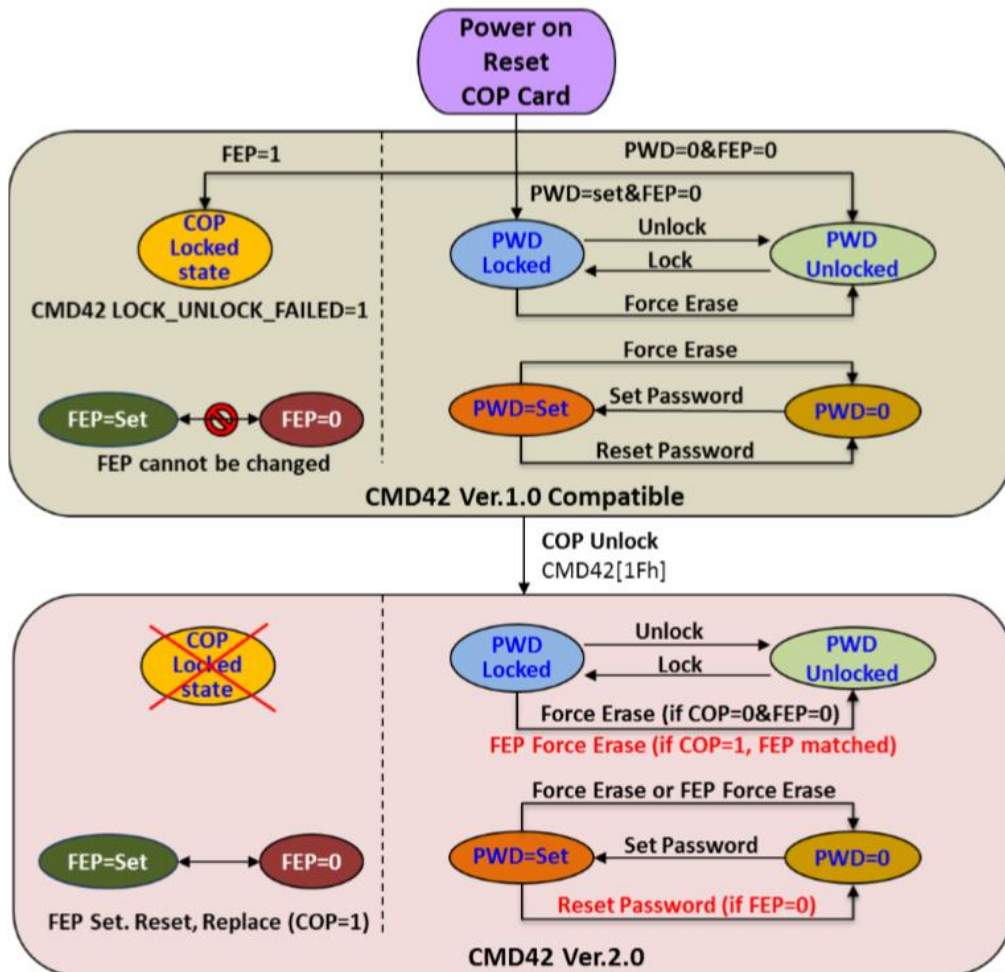 Power on
Reset
COP Card
FEP=1
PWD=0&FEP=0
PWD=set&FEP=0
COP
Locked
state
PWD
Locked
Unlock
Lock
PWD
Unlocked
CMD42 LOCK_UNLOCK_FAILED=1
Force Erase
Force Erase
FEP=Set
FEP=0
PWD=Set
Set Password
PWD=0
FEP cannot be changed
Reset Password
CMD42 Ver.1.0 Compatible
COP Unlock
CMD42[1Fh]
COP
Locked
state
PWD
Locked
Unlock
Lock
PWD
Unlocked
Force Erase (if COP=0&FEP=0)
FEP Force Erase (if COP=1, FEP matched)
Force Erase or FEP Force Erase
FEP=Set
FEP=0
PWD=Set
Set Password
PWD=0
FEP Set. Reset, Replace (COP=1)
Reset Password (if FEP=0)
CMD42 Ver.2.0